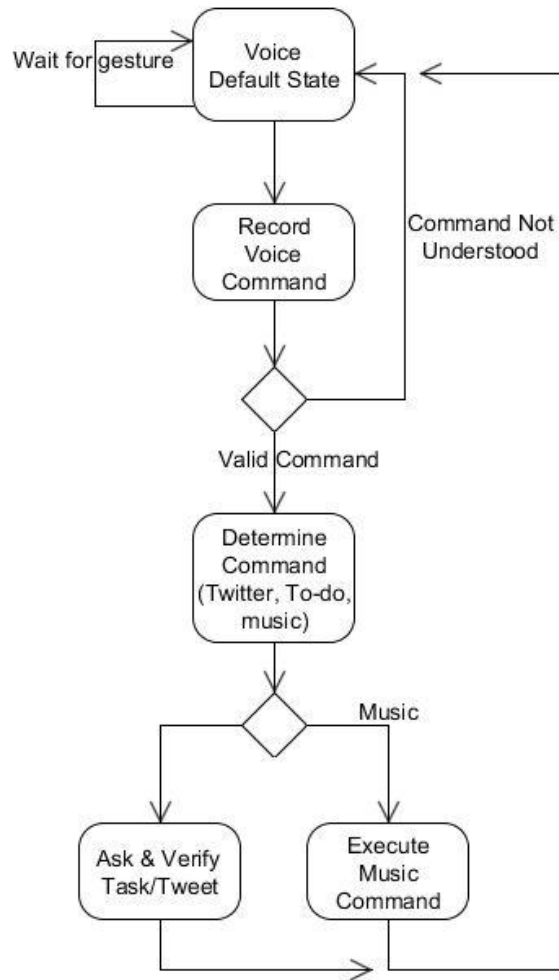 Voice
Default State
Wait for gesture
Record
Voice
Command
Command Not
Understood
Valid Command
Determine
Command
(Twitter, To-do,
music)
Music
Ask & Verify
Task/Tweet
Execute
Music
Command